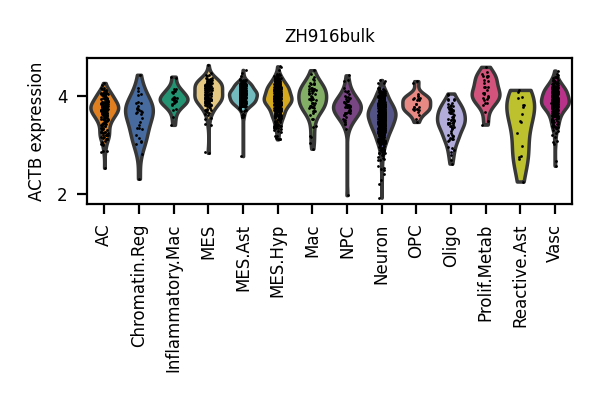 ZH916bulk
ACTB expression
4
2
AC
Chromatin.Reg
Inflammatory.Mac
MES
MES.Ast
MES.Hyp
Mac
NPC
Neuron
OPC
Oligo
Prolif.Metab
Reactive.Ast
Vasc